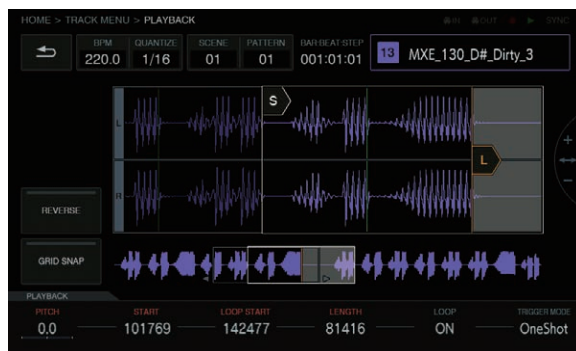 HOME > TRACK MENU > PLAYBACK
IN OUT SYNC
BPM QUANTIZE SCENE PATTERN BAR:BEAT:STEP
220.0 1/16 01 01 001:01:01 13 MXE_130_D#_Dirty_3
S
L
L
R
REVERSE
GRID SNAP
PLAYBACK
PITCH START LOOP START LENGTH LOOP TRIGGER MODE
0.0 101769 142477 81416 ON OneShot